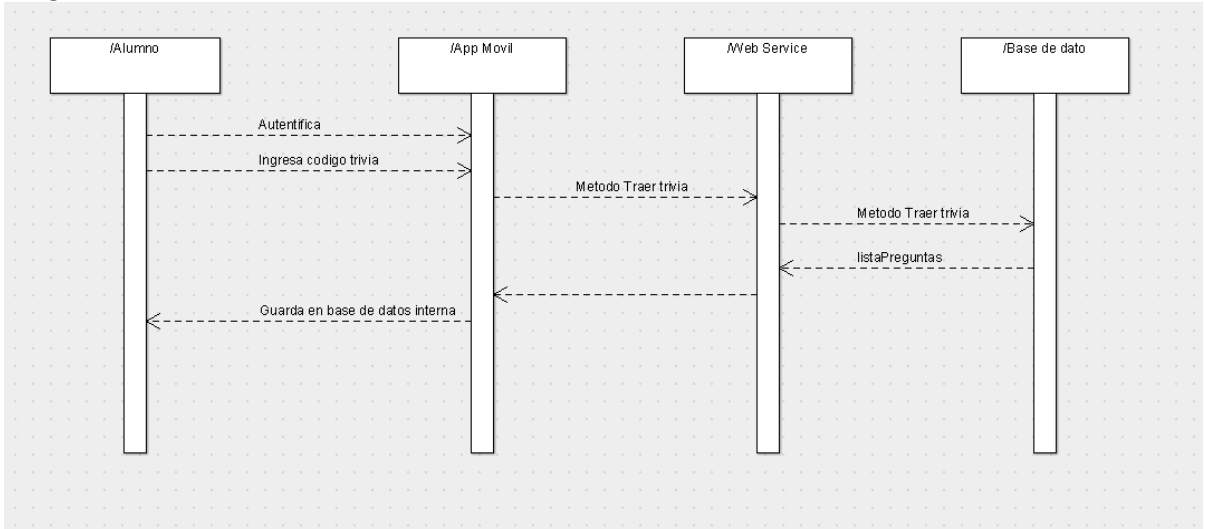 /Alumno
/App Movil
/Web Service
/Base de dato
Autentifica
Ingresa codigo trivia
Metodo Traer trivia
Metodo Traer trivia
listaPreguntas
Guarda en base de datos interna